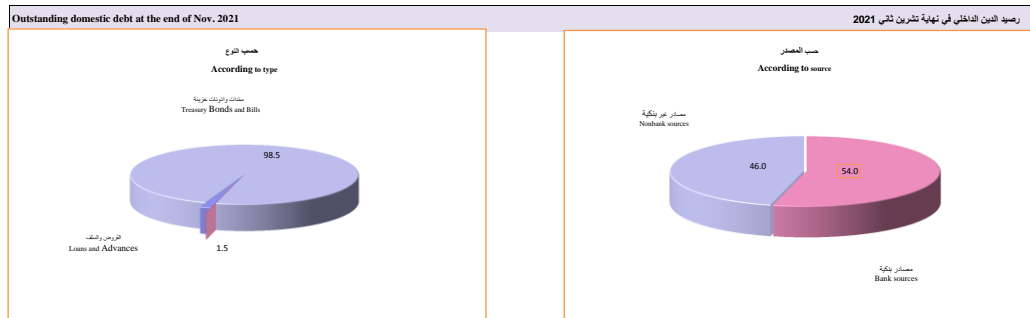 Outstanding domestic debt at the end of Nov. 2021
رصيد الدين الداخلي في نهاية تشرين ثاني 2021
حسب النوع
According to type
سندات واذونات خزينة
Treasury Bonds and Bills
98.5
القروض والسلف
Loans and Advances
1.5
حسب المصدر
According to source
مصادر غير بنكية
Nonbank sources
46.0
54.0
مصادر بنكية
Bank sources